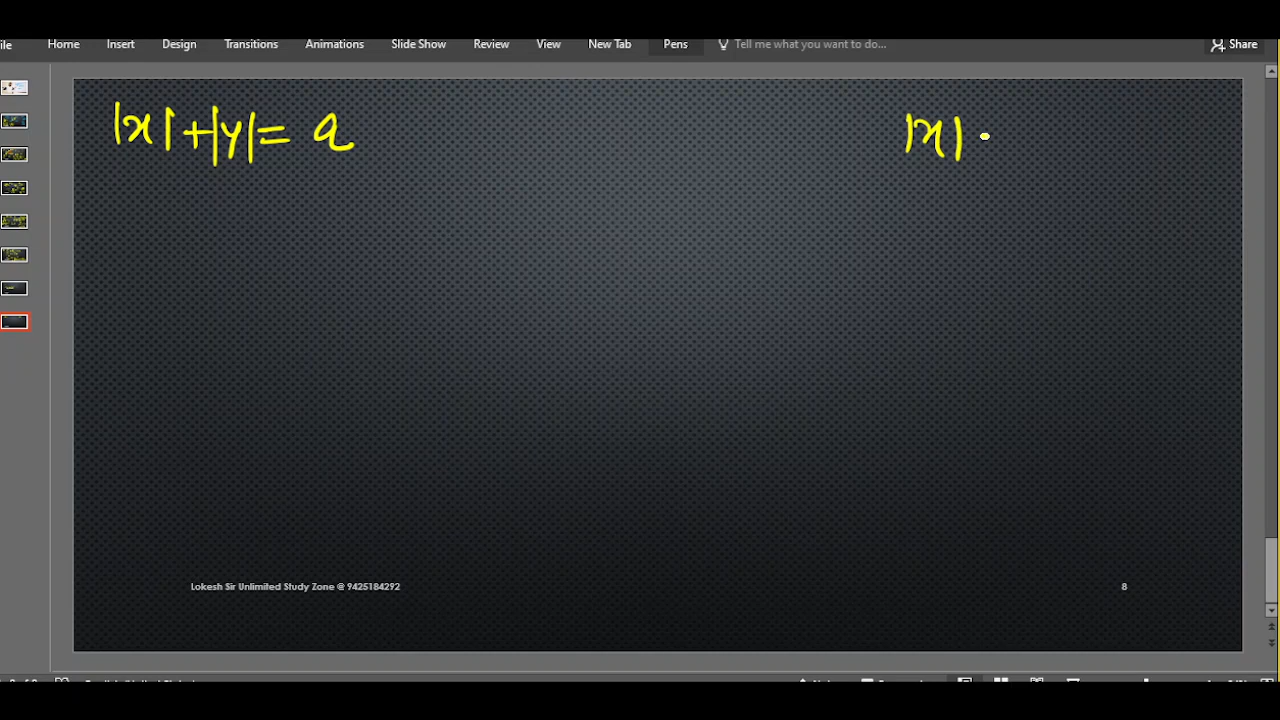 ile Home Insert Design Transitions Animations Slide Show Review View New Tab Pens Tell me what you want to do... Share
|x| + |y| = a
|x|
Lokesh Sir Unlimited Study Zone @ 9425184292
8